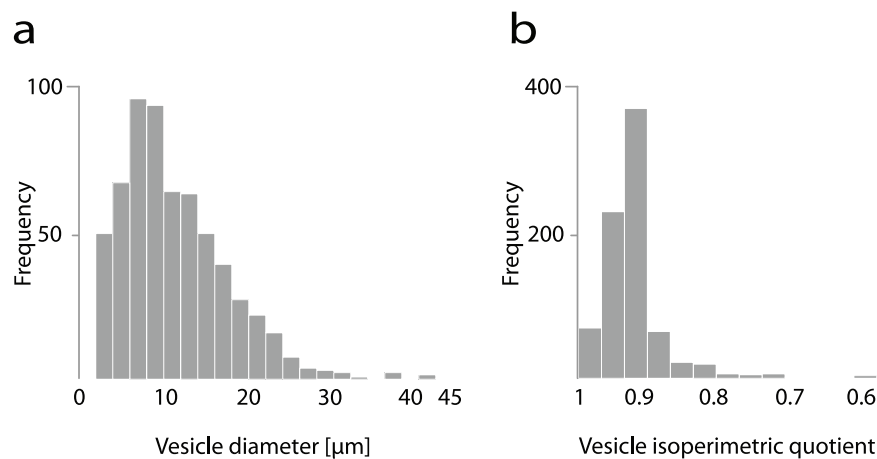 a
100
50
Frequency
0 10 20 30 40 45
Vesicle diameter [µm]
b
400
200
Frequency
1 0.9 0.8 0.7 0.6
Vesicle isoperimetric quotient